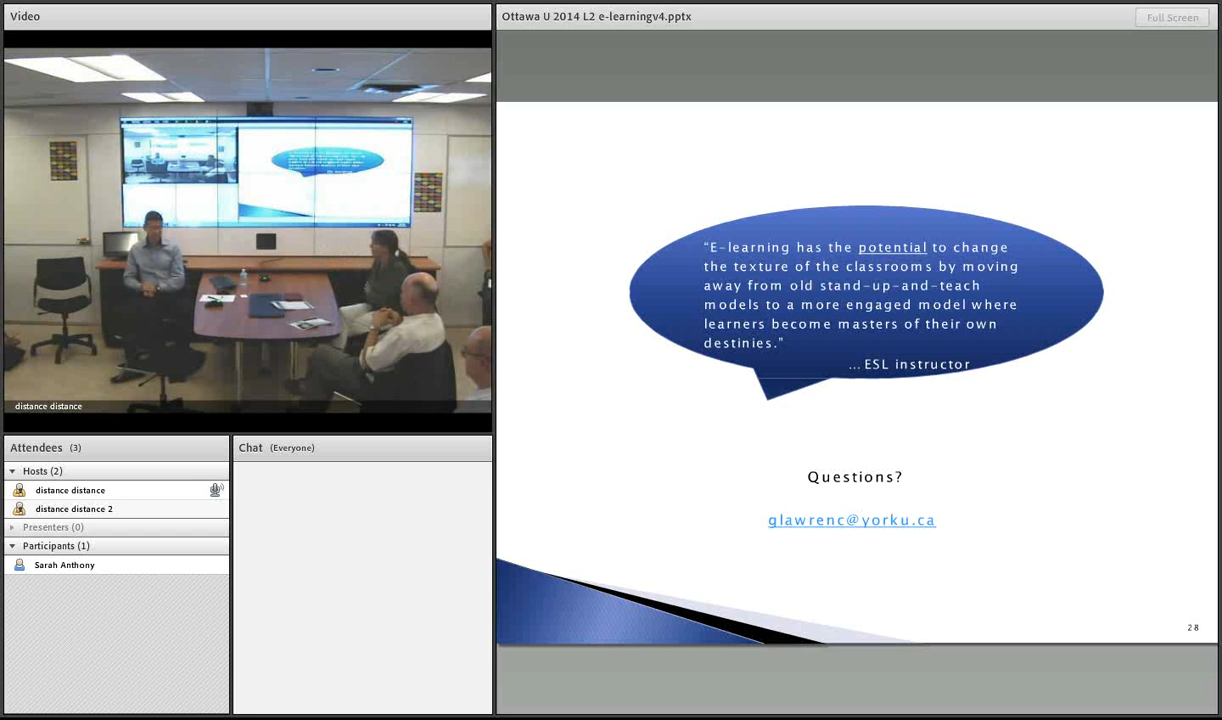 Video
distance distance
Attendees (3)
Hosts (2)
distance distance
distance distance 2
Presenters (0)
Participants (1)
Sarah Anthony
Chat (Everyone)
Ottawa U 2014 L2 e-learningv4.pptx
Full Screen
“E-learning has the potential to change
the texture of the classrooms by moving
away from old stand-up-and-teach
models to a more engaged model where
learners become masters of their own
destinies.”
...ESL instructor
Questions?
glawrenc@yorku.ca
28